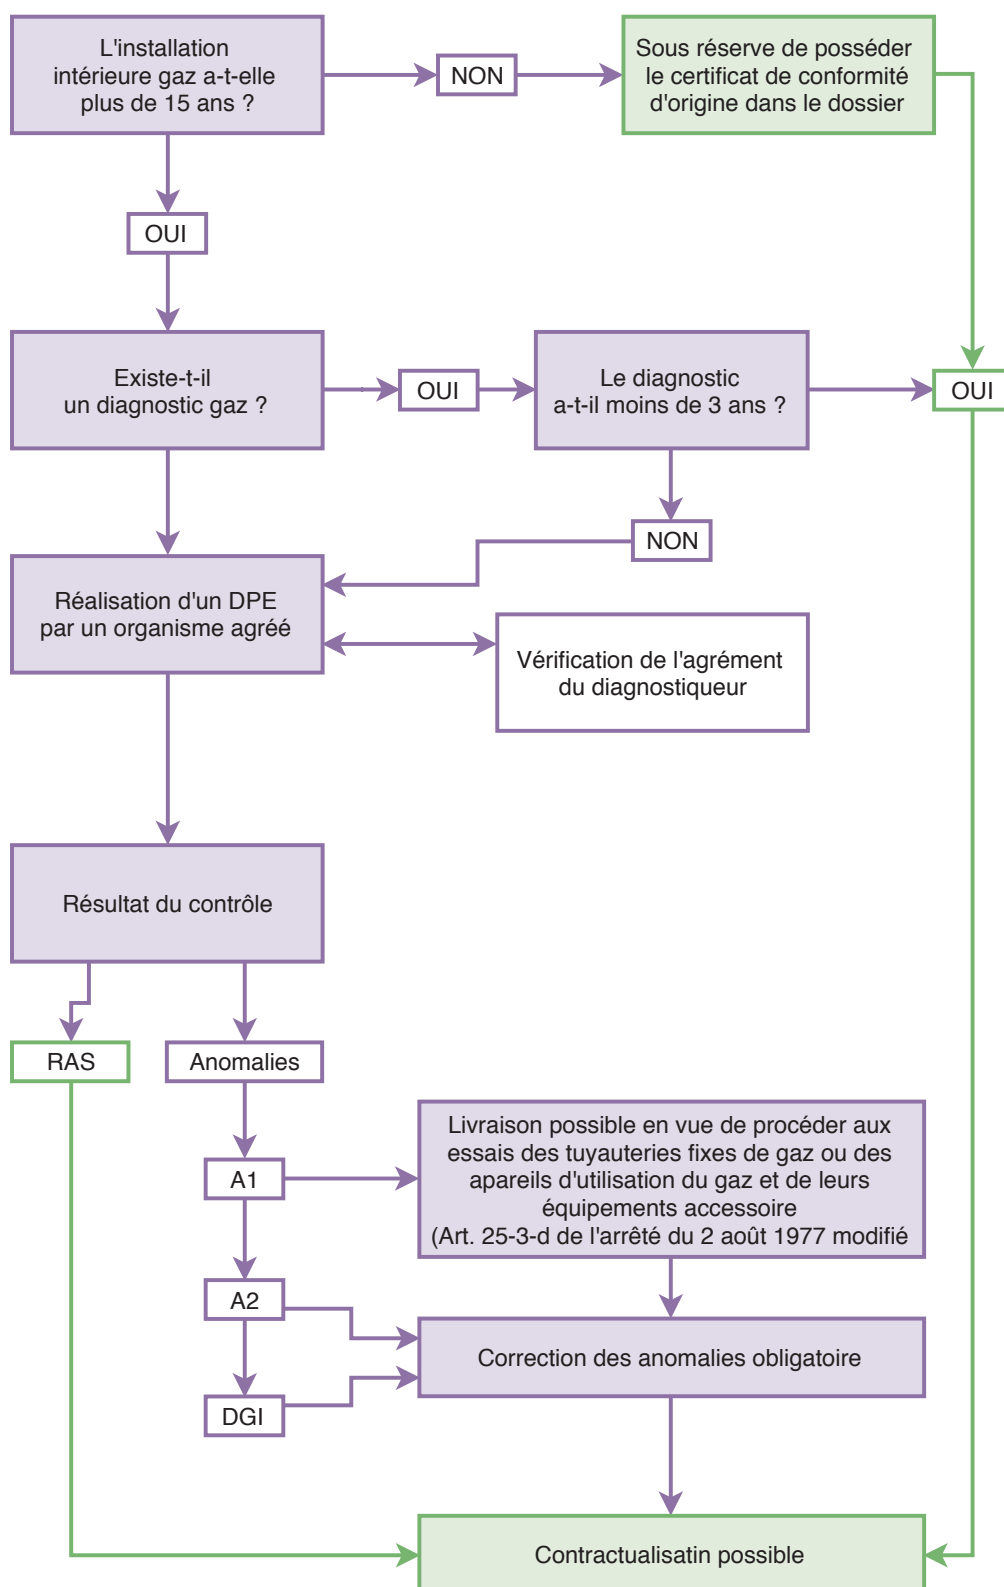 L'installation
intérieure gaz a-t-elle
plus de 15 ans ?
NON
Sous réserve de posséder
le certificat de conformité
d'origine dans le dossier
OUI
Existe-t-il
un diagnostic gaz ?
OUI
Le diagnostic
a-t-il moins de 3 ans ?
OUI
NON
Réalisation d'un DPE
par un organisme agréé
Vérification de l'agrément
du diagnostiqueur
Résultat du contrôle
RAS
Anomalies
A1
Livraison possible en vue de procéder aux
essais des tuyauteries fixes de gaz ou des
apareils d'utilisation du gaz et de leurs
équipements accessoire
(Art. 25-3-d de l'arrêté du 2 août 1977 modifié
A2
Correction des anomalies obligatoire
DGI
Contractualisatin possible